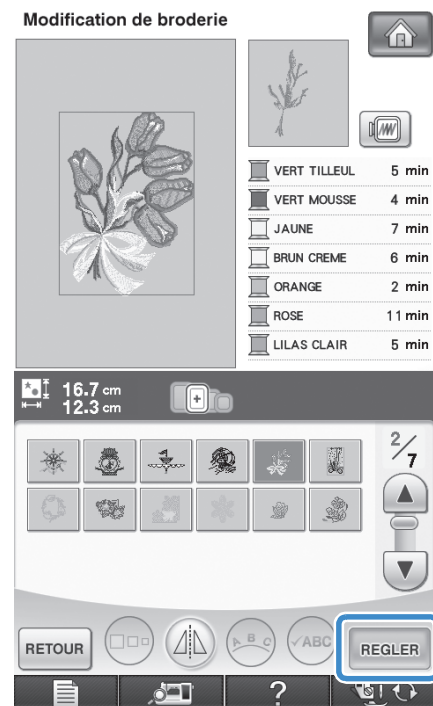 Modification de broderie
VERT TILLEUL 5 min
VERT MOUSSE 4 min
JAUNE 7 min
BRUN CREME 6 min
ORANGE 2 min
ROSE 11 min
LILAS CLAIR 5 min
16.7 cm
12.3 cm
2/7
RETOUR
A B C
ABC
REGLER
?